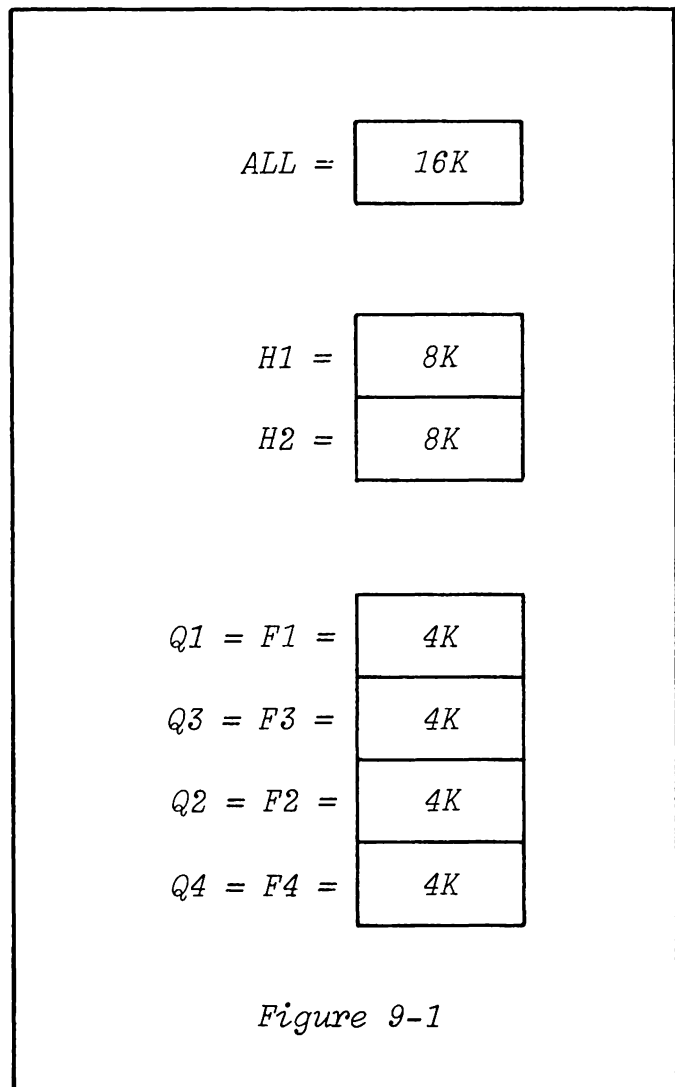 ALL = 16K
H1 = 8K
H2 = 8K
Q1 = F1 = 4K
Q3 = F3 = 4K
Q2 = F2 = 4K
Q4 = F4 = 4K
Figure 9-1